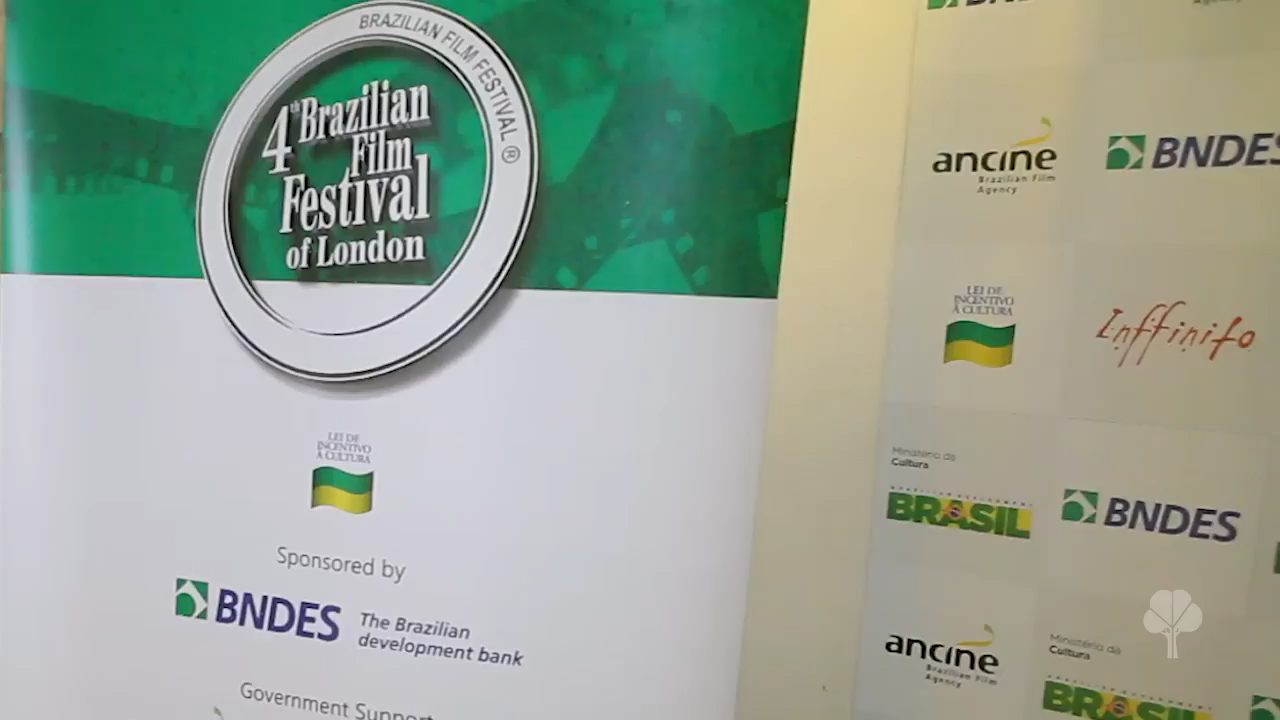 BRAZILIAN FILM FESTIVAL ®
4th Brazilian
Film
Festival
of London
LEI DE
INCENTIVO
À CULTURA
Sponsored by
BNDES
The Brazilian
development bank
Government Support
ancine
Brazilian Film
Agency
BNDES
LEI DE
INCENTIVO
À CULTURA
Inffinito
Ministério da
Cultura
BRASIL
BNDES
ancine
Brazilian Film
Agency
Ministério da
Cultura
BRASIL